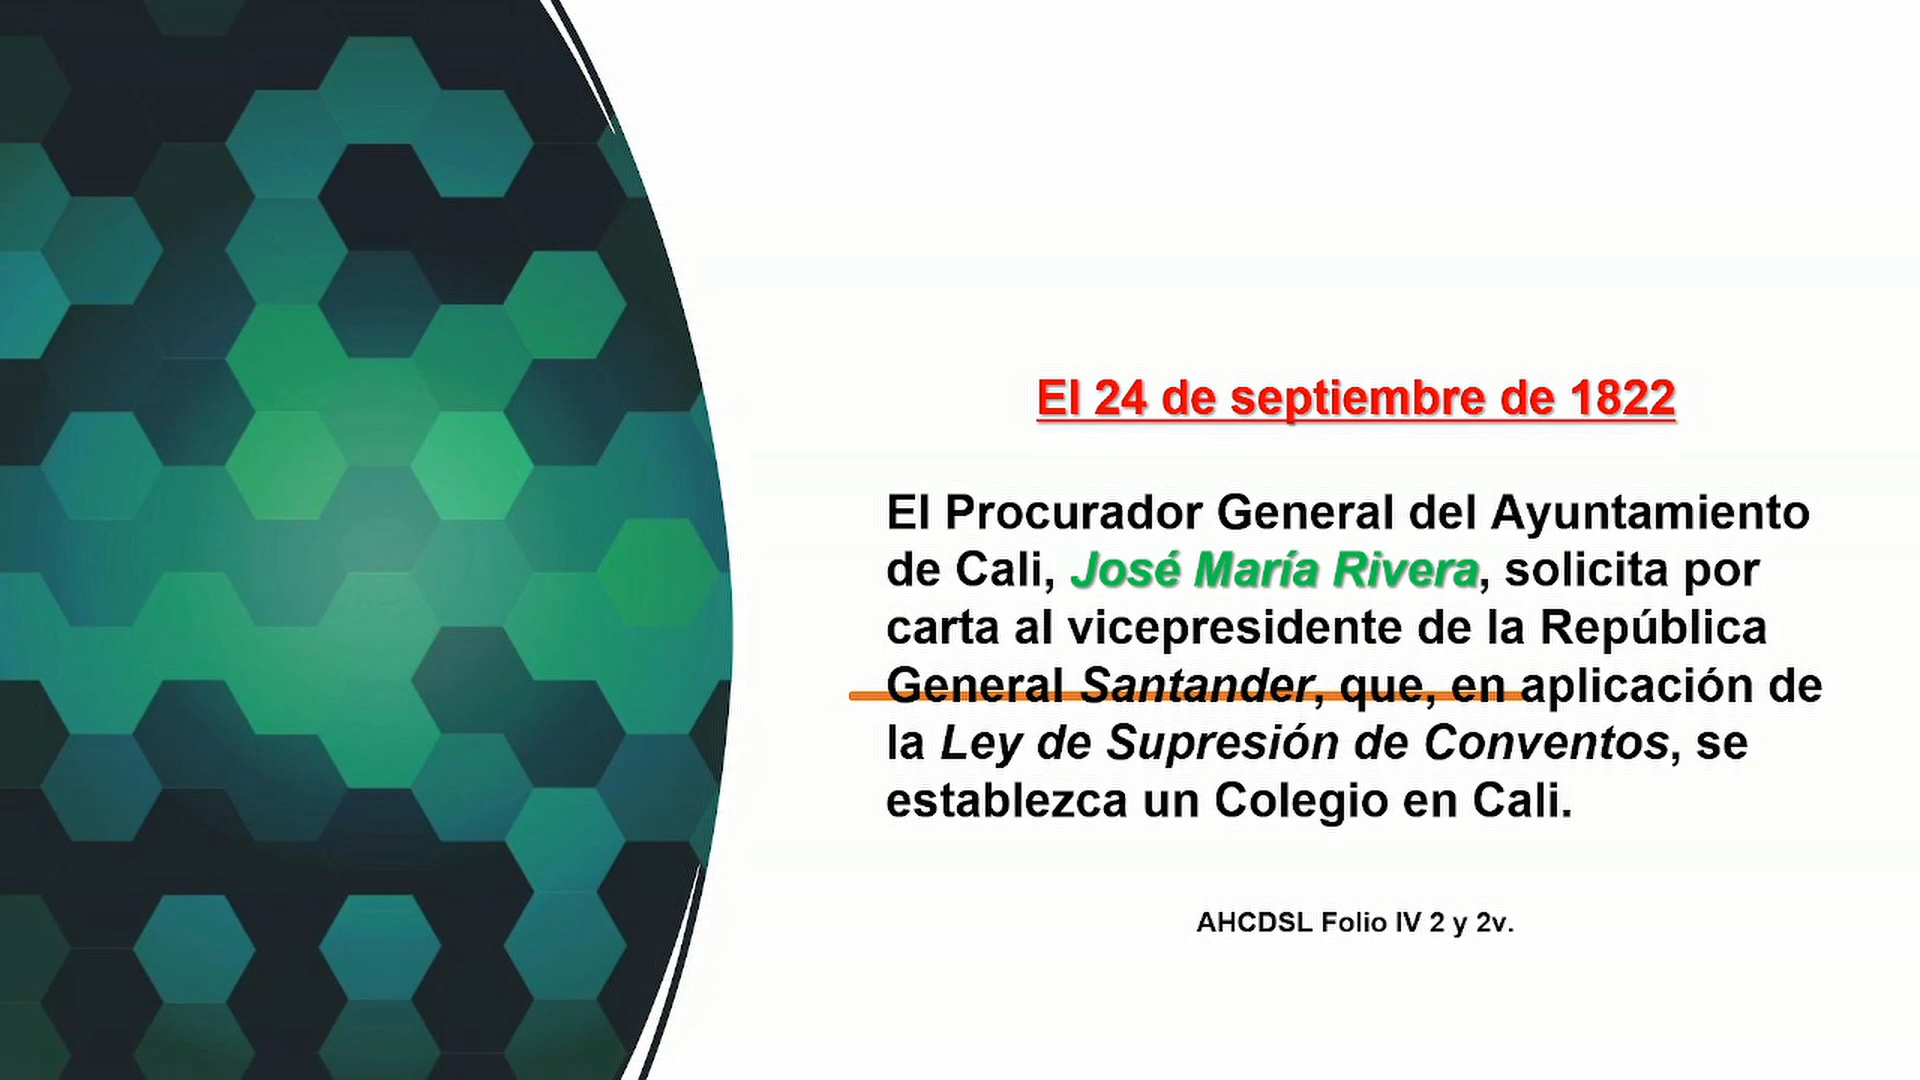 El 24 de septiembre de 1822
El Procurador General del Ayuntamiento
de Cali, José María Rivera, solicita por
carta al vicepresidente de la República
General Santander, que, en aplicación de
la Ley de Supresión de Conventos, se
establezca un Colegio en Cali.
AHCDSL Folio IV 2 y 2v.